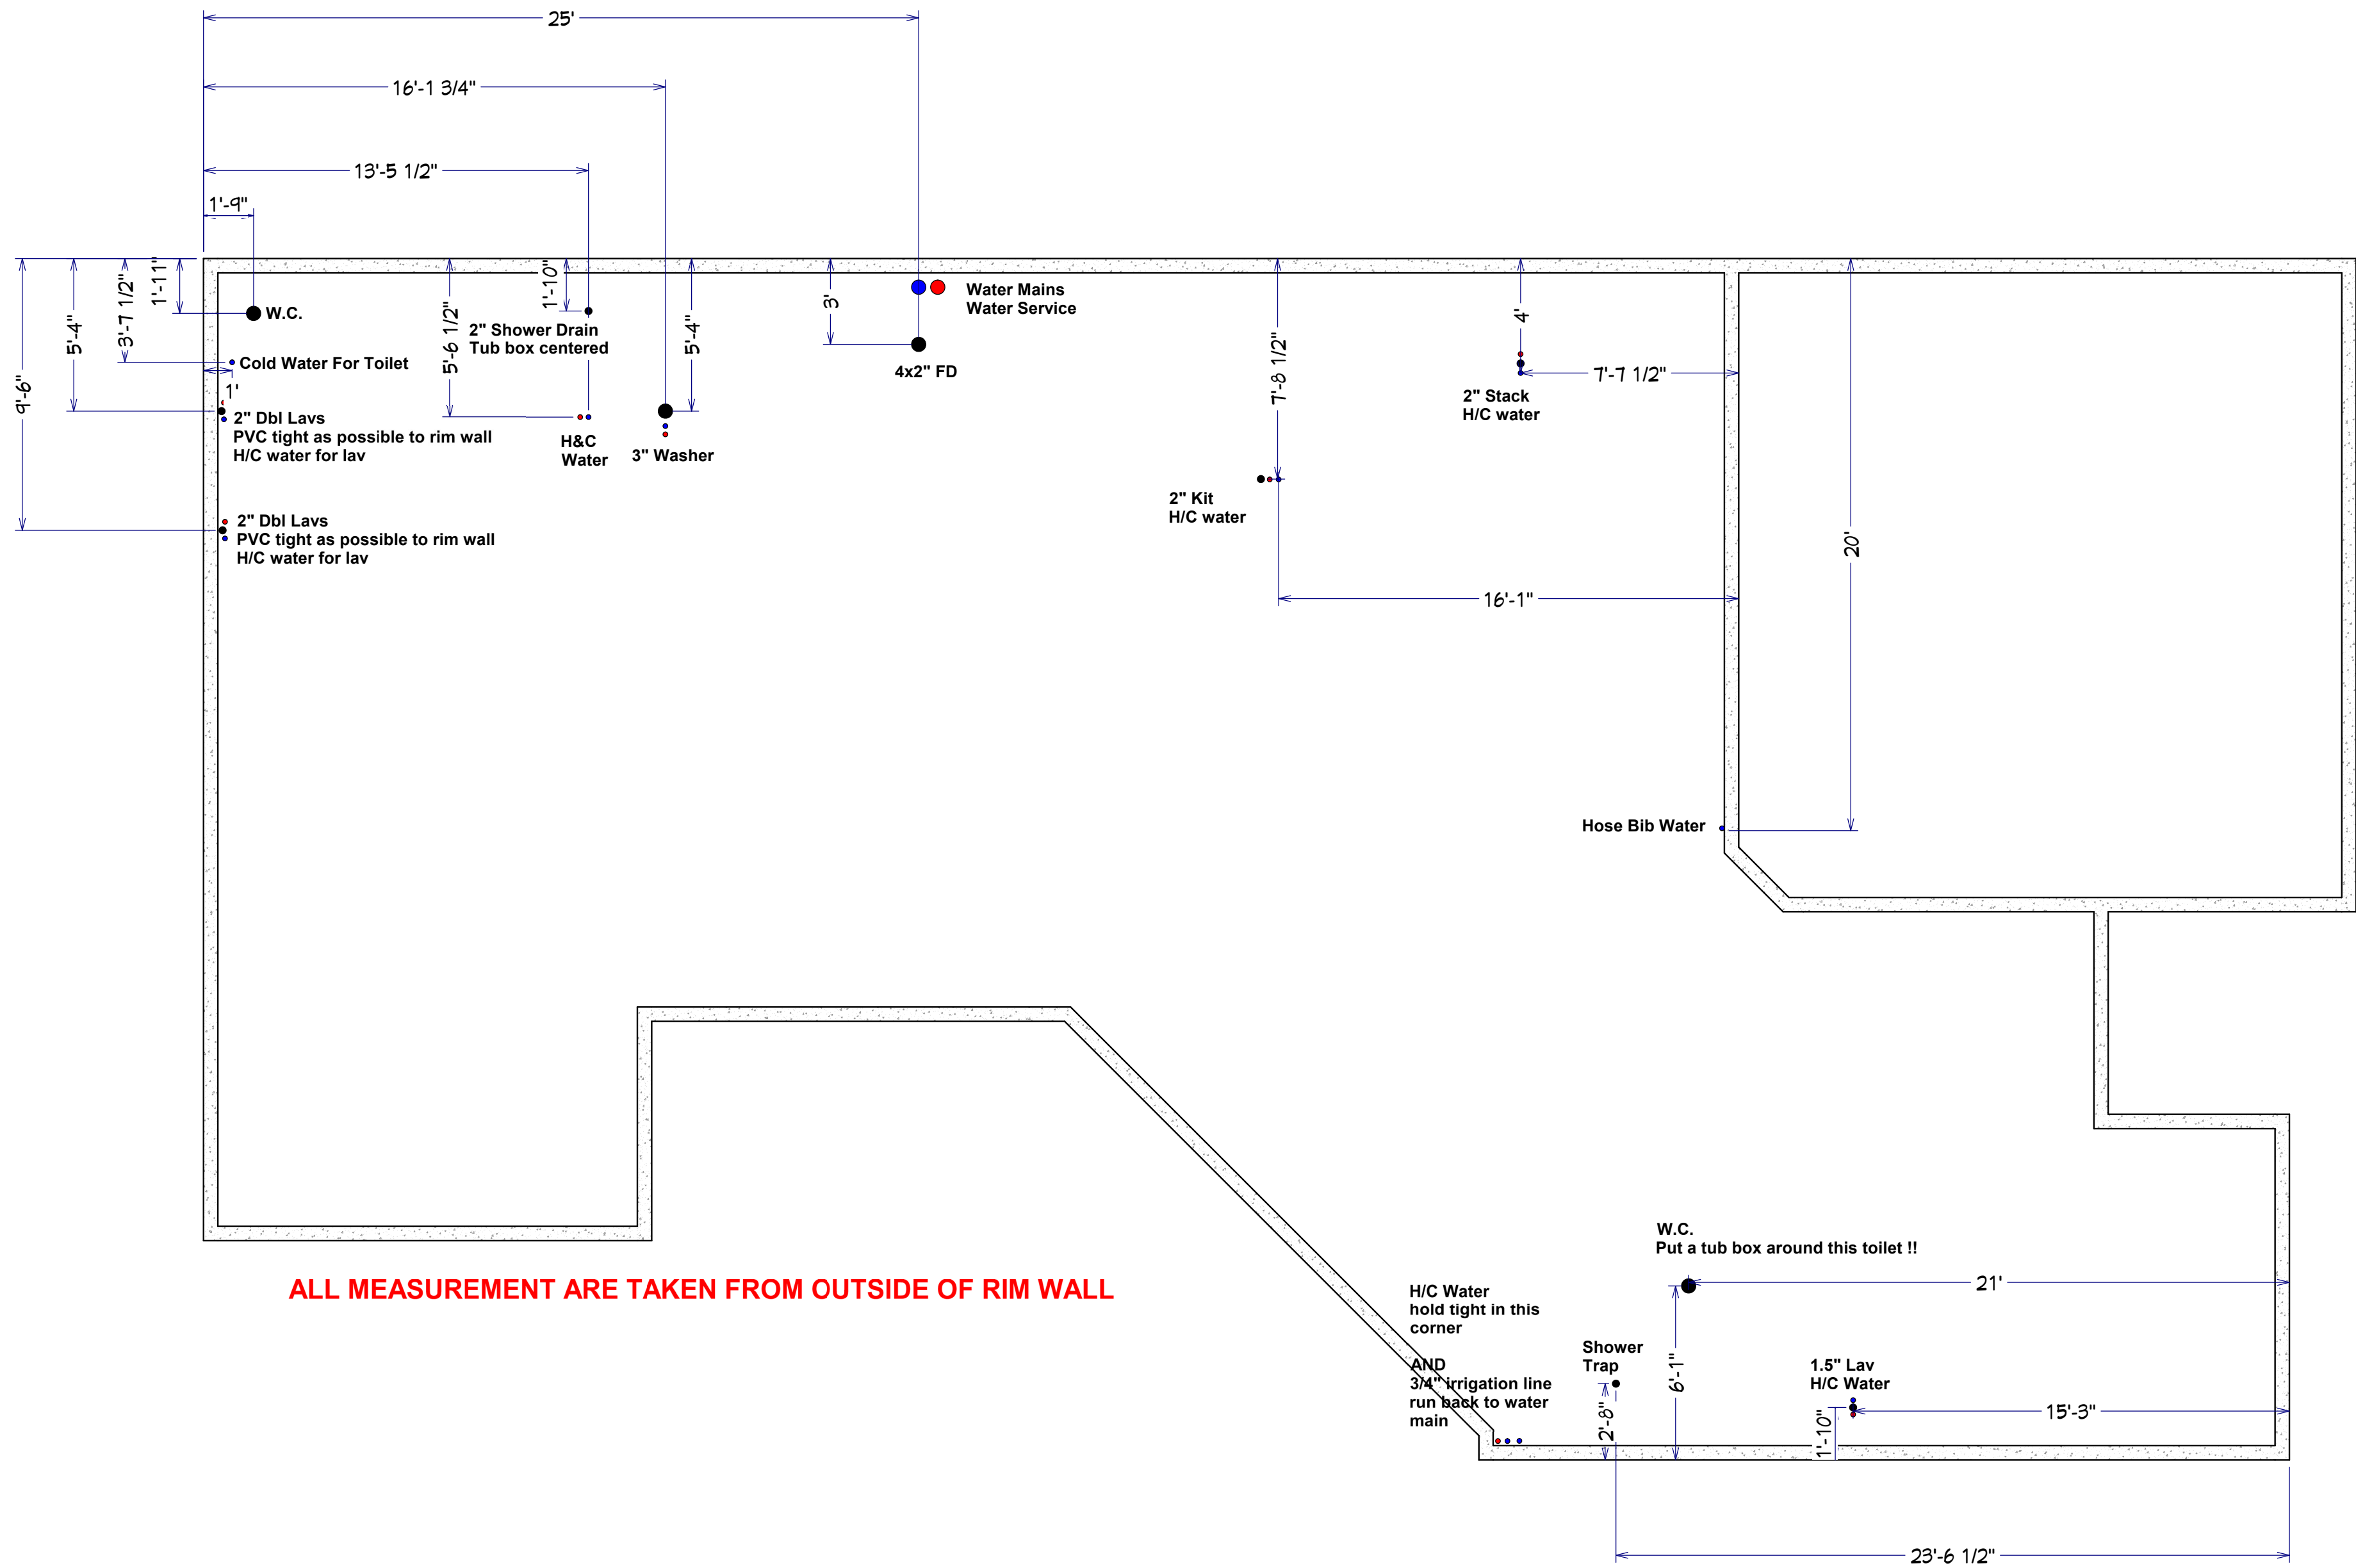 25'
16'-1 3/4"
13'-5 1/2"
1'-9"
9'-6"
5'-4"
3'-7 1/2"
1'-11"
W.C.
Cold Water For Toilet
1'
2" Dbl Lavs
PVC tight as possible to rim wall
H/C water for lav
2" Dbl Lavs
PVC tight as possible to rim wall
H/C water for lav
5'-6 1/2"
1'-10"
2" Shower Drain
Tub box centered
H&C
Water
5'-4"
3" Washer
3'
Water Mains
Water Service
4x2" FD
7'-8 1/2"
2" Kit
H/C water
4'
7'-7 1/2"
2" Stack
H/C water
16'-1"
20'
Hose Bib Water
ALL MEASUREMENT ARE TAKEN FROM OUTSIDE OF RIM WALL
W.C.
Put a tub box around this toilet !!
21'
6'-1"
H/C Water
hold tight in this
corner
AND
3/4" irrigation line
run back to water
main
Shower
Trap
2'-8"
1.5" Lav
H/C Water
15'-3"
1'-10"
23'-6 1/2"